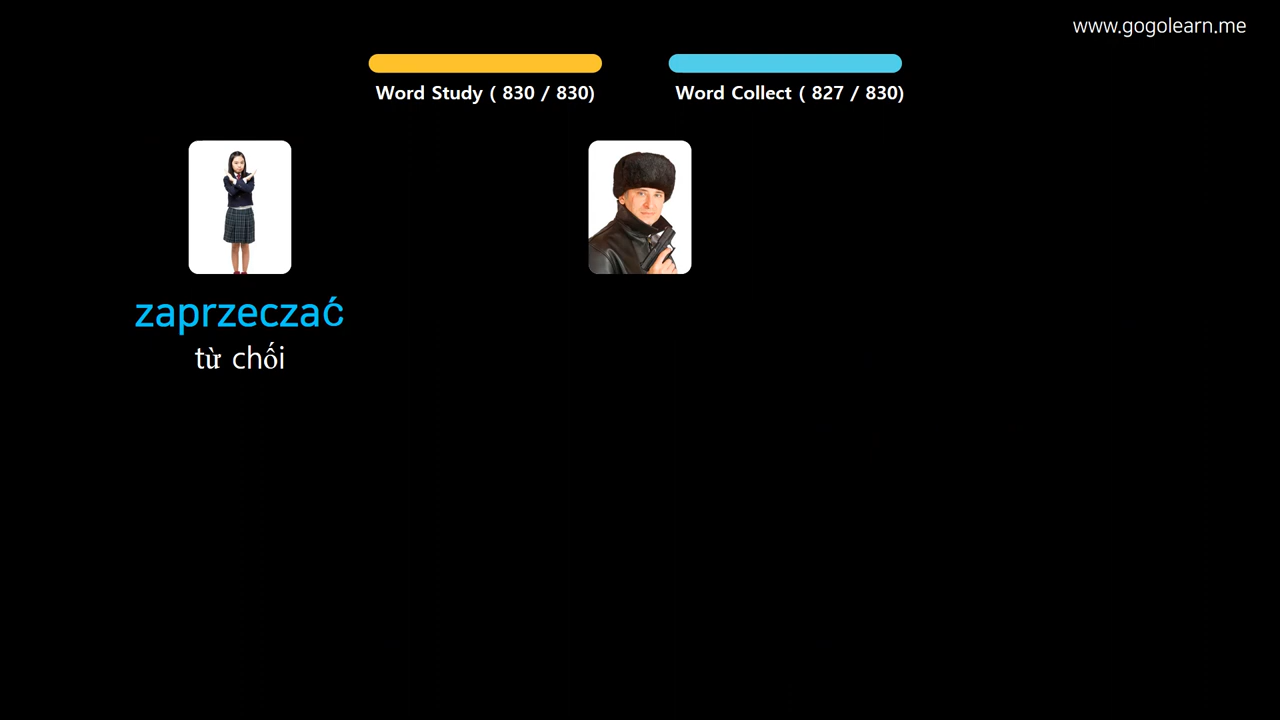 www.gogolearn.me
Word Study ( 830 / 830)
Word Collect ( 827 / 830)
zaprzeczać
từ chối